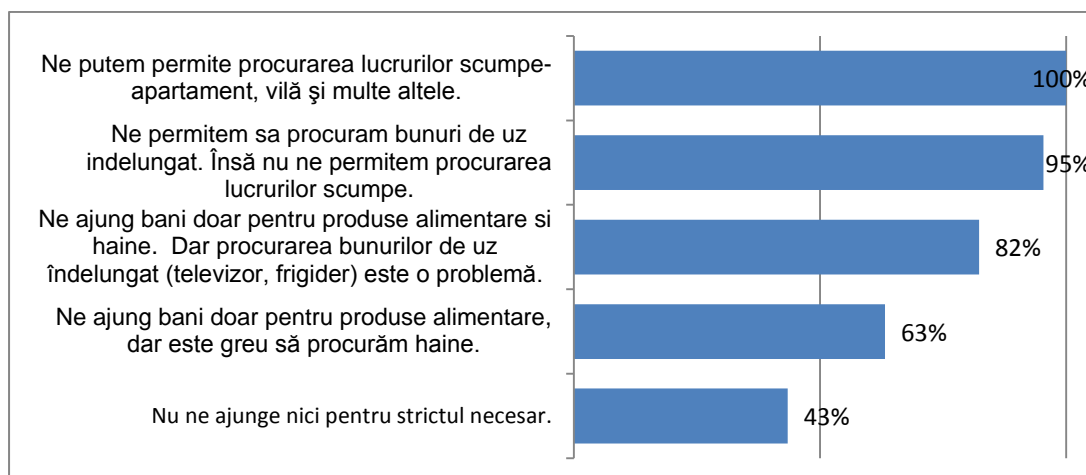 Ne putem permite procurarea lucrurilor scumpe-
apartament, vilă şi multe altele.
100%
Ne permitem sa procuram bunuri de uz
indelungat. Însă nu ne permitem procurarea
lucrurilor scumpe.
95%
Ne ajung bani doar pentru produse alimentare si
haine. Dar procurarea bunurilor de uz
îndelungat (televizor, frigider) este o problemă.
82%
Ne ajung bani doar pentru produse alimentare,
dar este greu să procurăm haine.
63%
Nu ne ajunge nici pentru strictul necesar.
43%